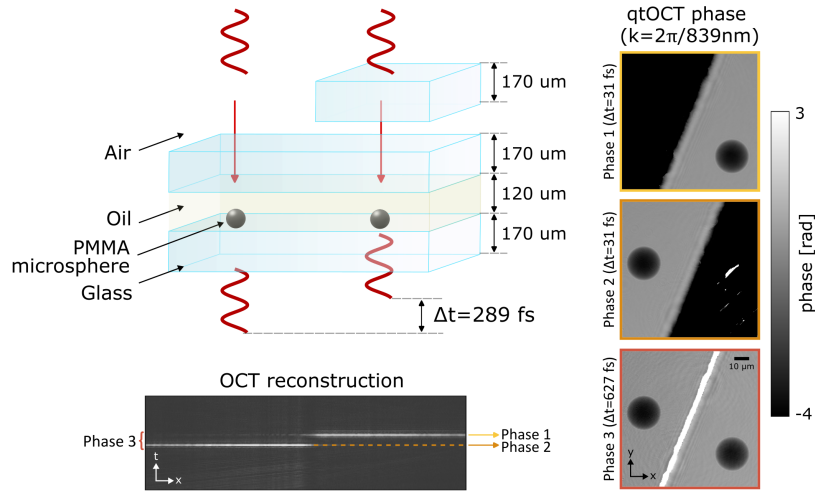 qtOCT phase
(k=2π/839nm)
170 um
Air
170 um
Oil
120 um
PMMA
microsphere
170 um
Glass
Δt=289 fs
Phase 1 (Δt=31 fs)
Phase 2 (Δt=31 fs)
Phase 3 (Δt=627 fs)
10 μm
y
x
3
phase [rad]
-4
OCT reconstruction
Phase 3
Phase 1
Phase 2
t
x